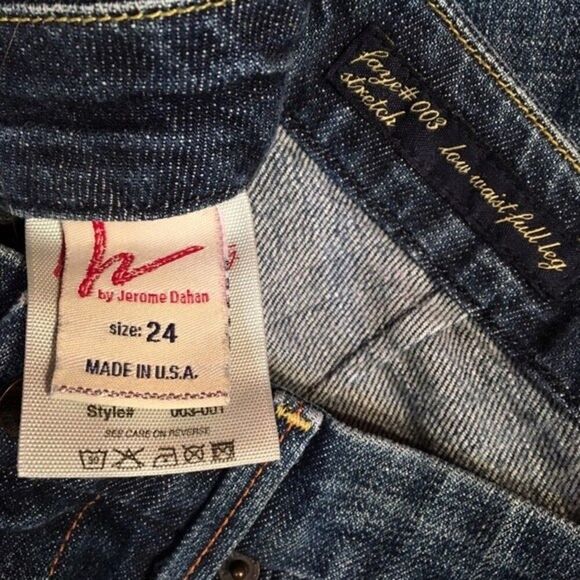 faye# 003
stretch
low waist full leg
h
by Jerome Dahan
size: 24
MADE IN U.S.A.
Style# 003-001
SEE CARE ON REVERSE
30